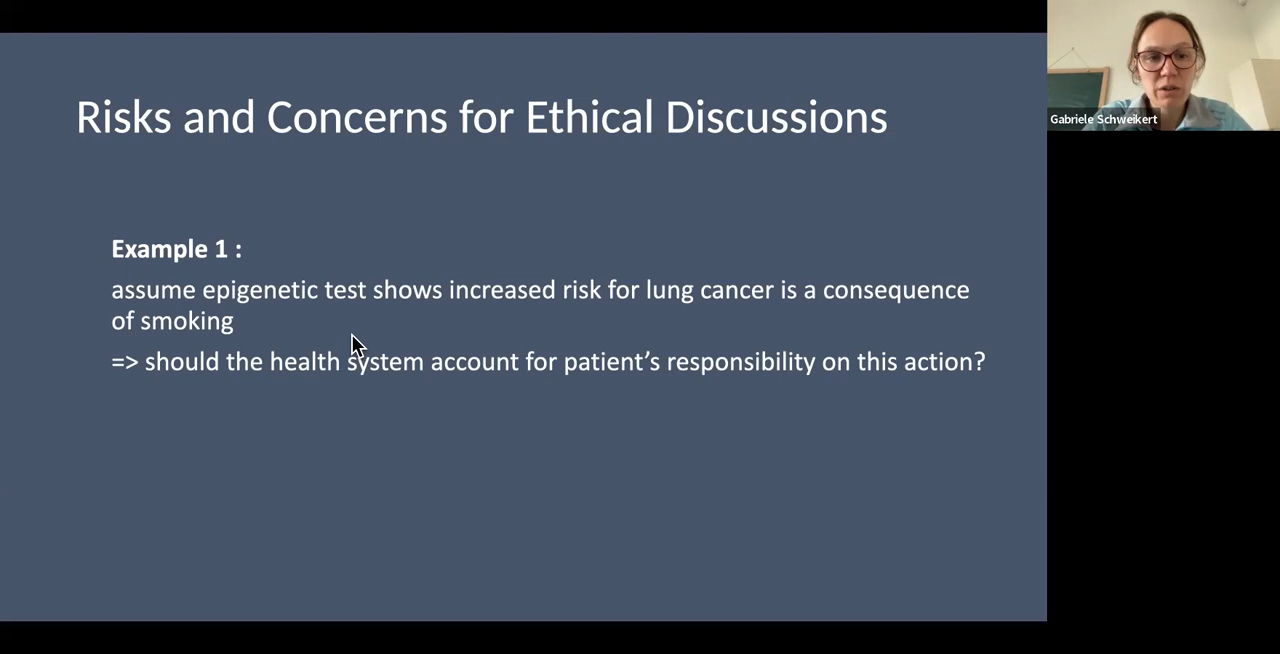 Risks and Concerns for Ethical Discussions
Example 1 :
assume epigenetic test shows increased risk for lung cancer is a consequence
of smoking
=> should the health system account for patient's responsibility on this action?
Gabriele Schweikert